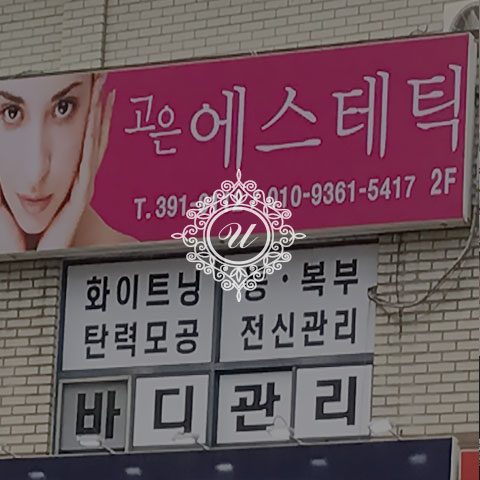 고은 에스테틱
T. 391- 010-9361-5417 2F
U
화이트닝 · 복부
탄력모공 전신관리
바디관리